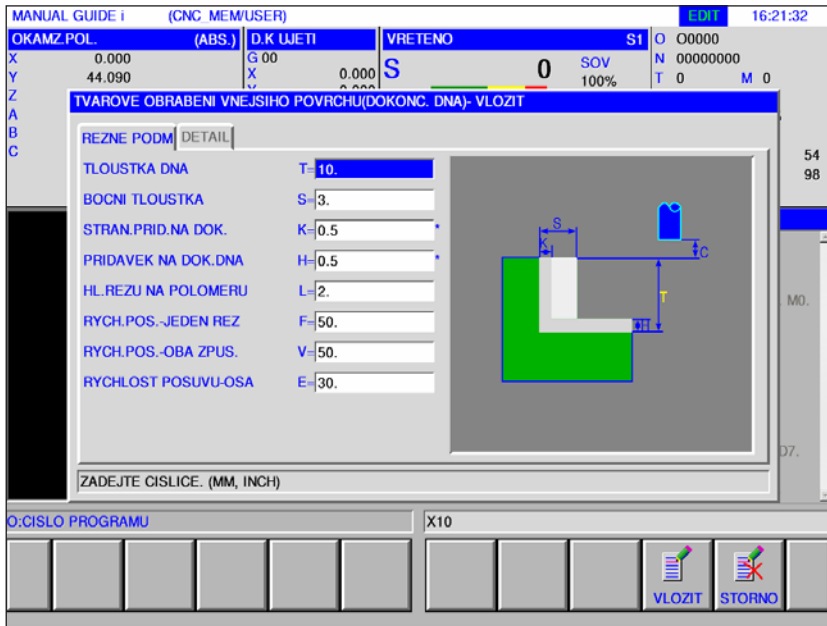 MANUAL GUIDE i (CNC_MEM/USER) EDIT 16:21:32
OKAMZ.POL. (ABS.) D.K UJETI VRETENO S1 O O0000
X 0.000 G 00 N 00000000
Y 44.090 X 0.000 S 0 SOV 100% T 0 M 0
Z
A
B
C
54
98
TVAROVE OBRABENI VNEJSIHO POVRCHU(DOKONC. DNA)- VLOZIT
REZNE PODM DETAIL
TLOUSTKA DNA T= 10.
BOCNI TLOUSTKA S= 3.
STRAN.PRID.NA DOK. K= 0.5 *
PRIDAVEK NA DOK.DNA H= 0.5 *
HL.REZU NA POLOMERU L= 2.
RYCH.POS.-JEDEN REZ F= 50.
RYCH.POS.-OBA ZPUS. V= 50.
RYCHLOST POSUVU-OSA E= 30.
S
K
C
T
H
M0.
D7.
ZADEJTE CISLICE. (MM, INCH)
O:CISLO PROGRAMU X10
VLOZIT STORNO